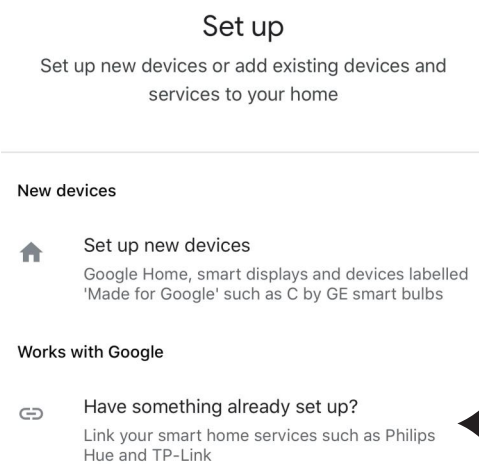 Set up
Set up new devices or add existing devices and
services to your home
New devices
Set up new devices
Google Home, smart displays and devices labelled
'Made for Google' such as C by GE smart bulbs
Works with Google
Have something already set up?
Link your smart home services such as Philips
Hue and TP-Link